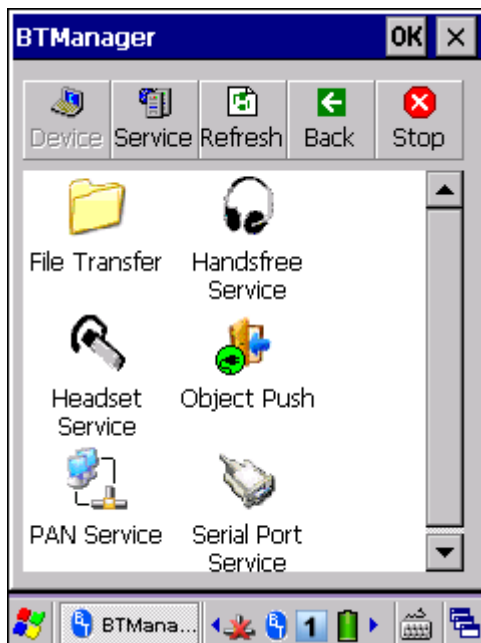 BTManager OK
Device Service Refresh Back Stop
File Transfer Handsfree
Service
Headset Object Push
Service
PAN Service Serial Port
Service
BTMana... 1